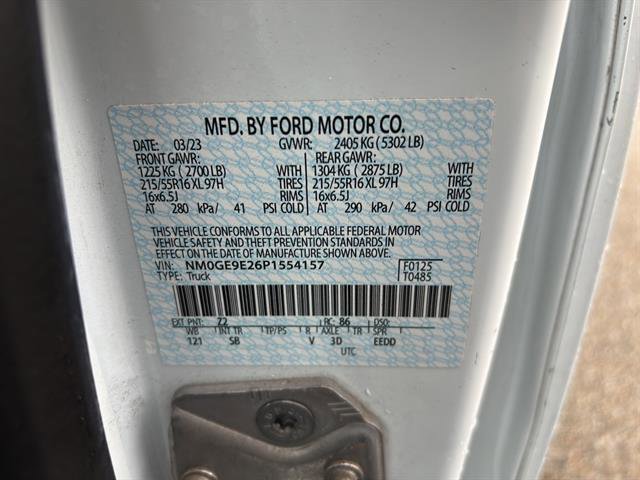 MFD. BY FORD MOTOR CO.
DATE: 03/23 GVWR: 2405 KG (5302 LB)
FRONT GAWR: REAR GAWR:
1225 KG ( 2700 LB) WITH 1304 KG ( 2875 LB) WITH
215/55R16 XL 97H TIRES 215/55R16 XL 97H TIRES
16x6.5J RIMS 16x6.5J RIMS
AT 280 kPa/ 41 PSI COLD AT 290 kPa/ 42 PSI COLD
THIS VEHICLE CONFORMS TO ALL APPLICABLE FEDERAL MOTOR
VEHICLE SAFETY AND THEFT PREVENTION STANDARDS IN
EFFECT ON THE DATE OF MANUFACTURE SHOWN ABOVE.
VIN: NM0GE9E26P1554157 F0125
TYPE: Truck T0485
EXT PNT: Z2 RC: 86 DSO:
WB INT TR TP/PS R AXLE TR SPR
121 SB V 3D EEDD
UTC